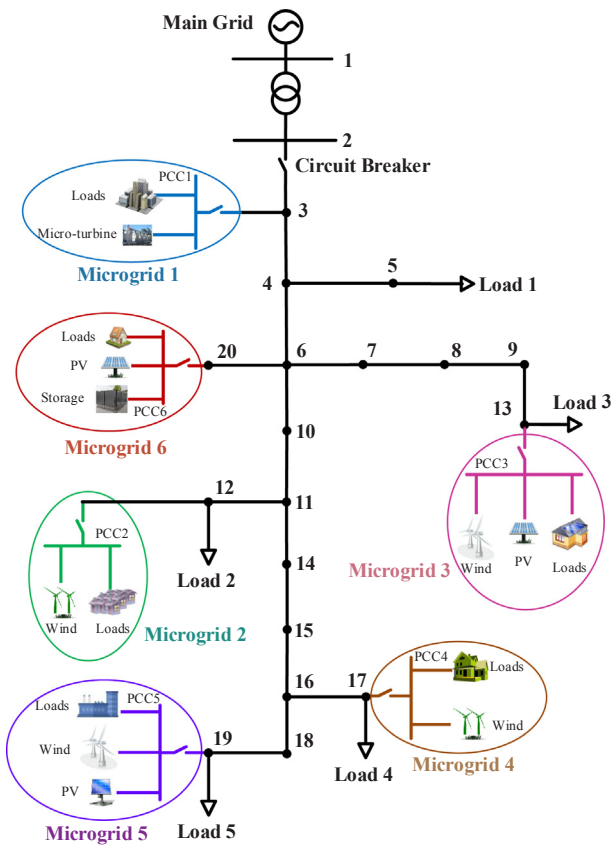 Main Grid
1
2
Circuit Breaker
PCC1
Loads
Micro-turbine
3
Microgrid 1
4
5
Load 1
Loads
PV
Storage
PCC6
20
6
7
8
9
Microgrid 6
13
Load 3
10
PCC3
Wind
PV
Loads
Microgrid 3
12
11
PCC2
Load 2
Wind
Loads
14
Microgrid 2
15
16
17
PCC4
Loads
Wind
Load 4
Microgrid 4
Loads
PCC5
Wind
PV
19
18
Load 5
Microgrid 5